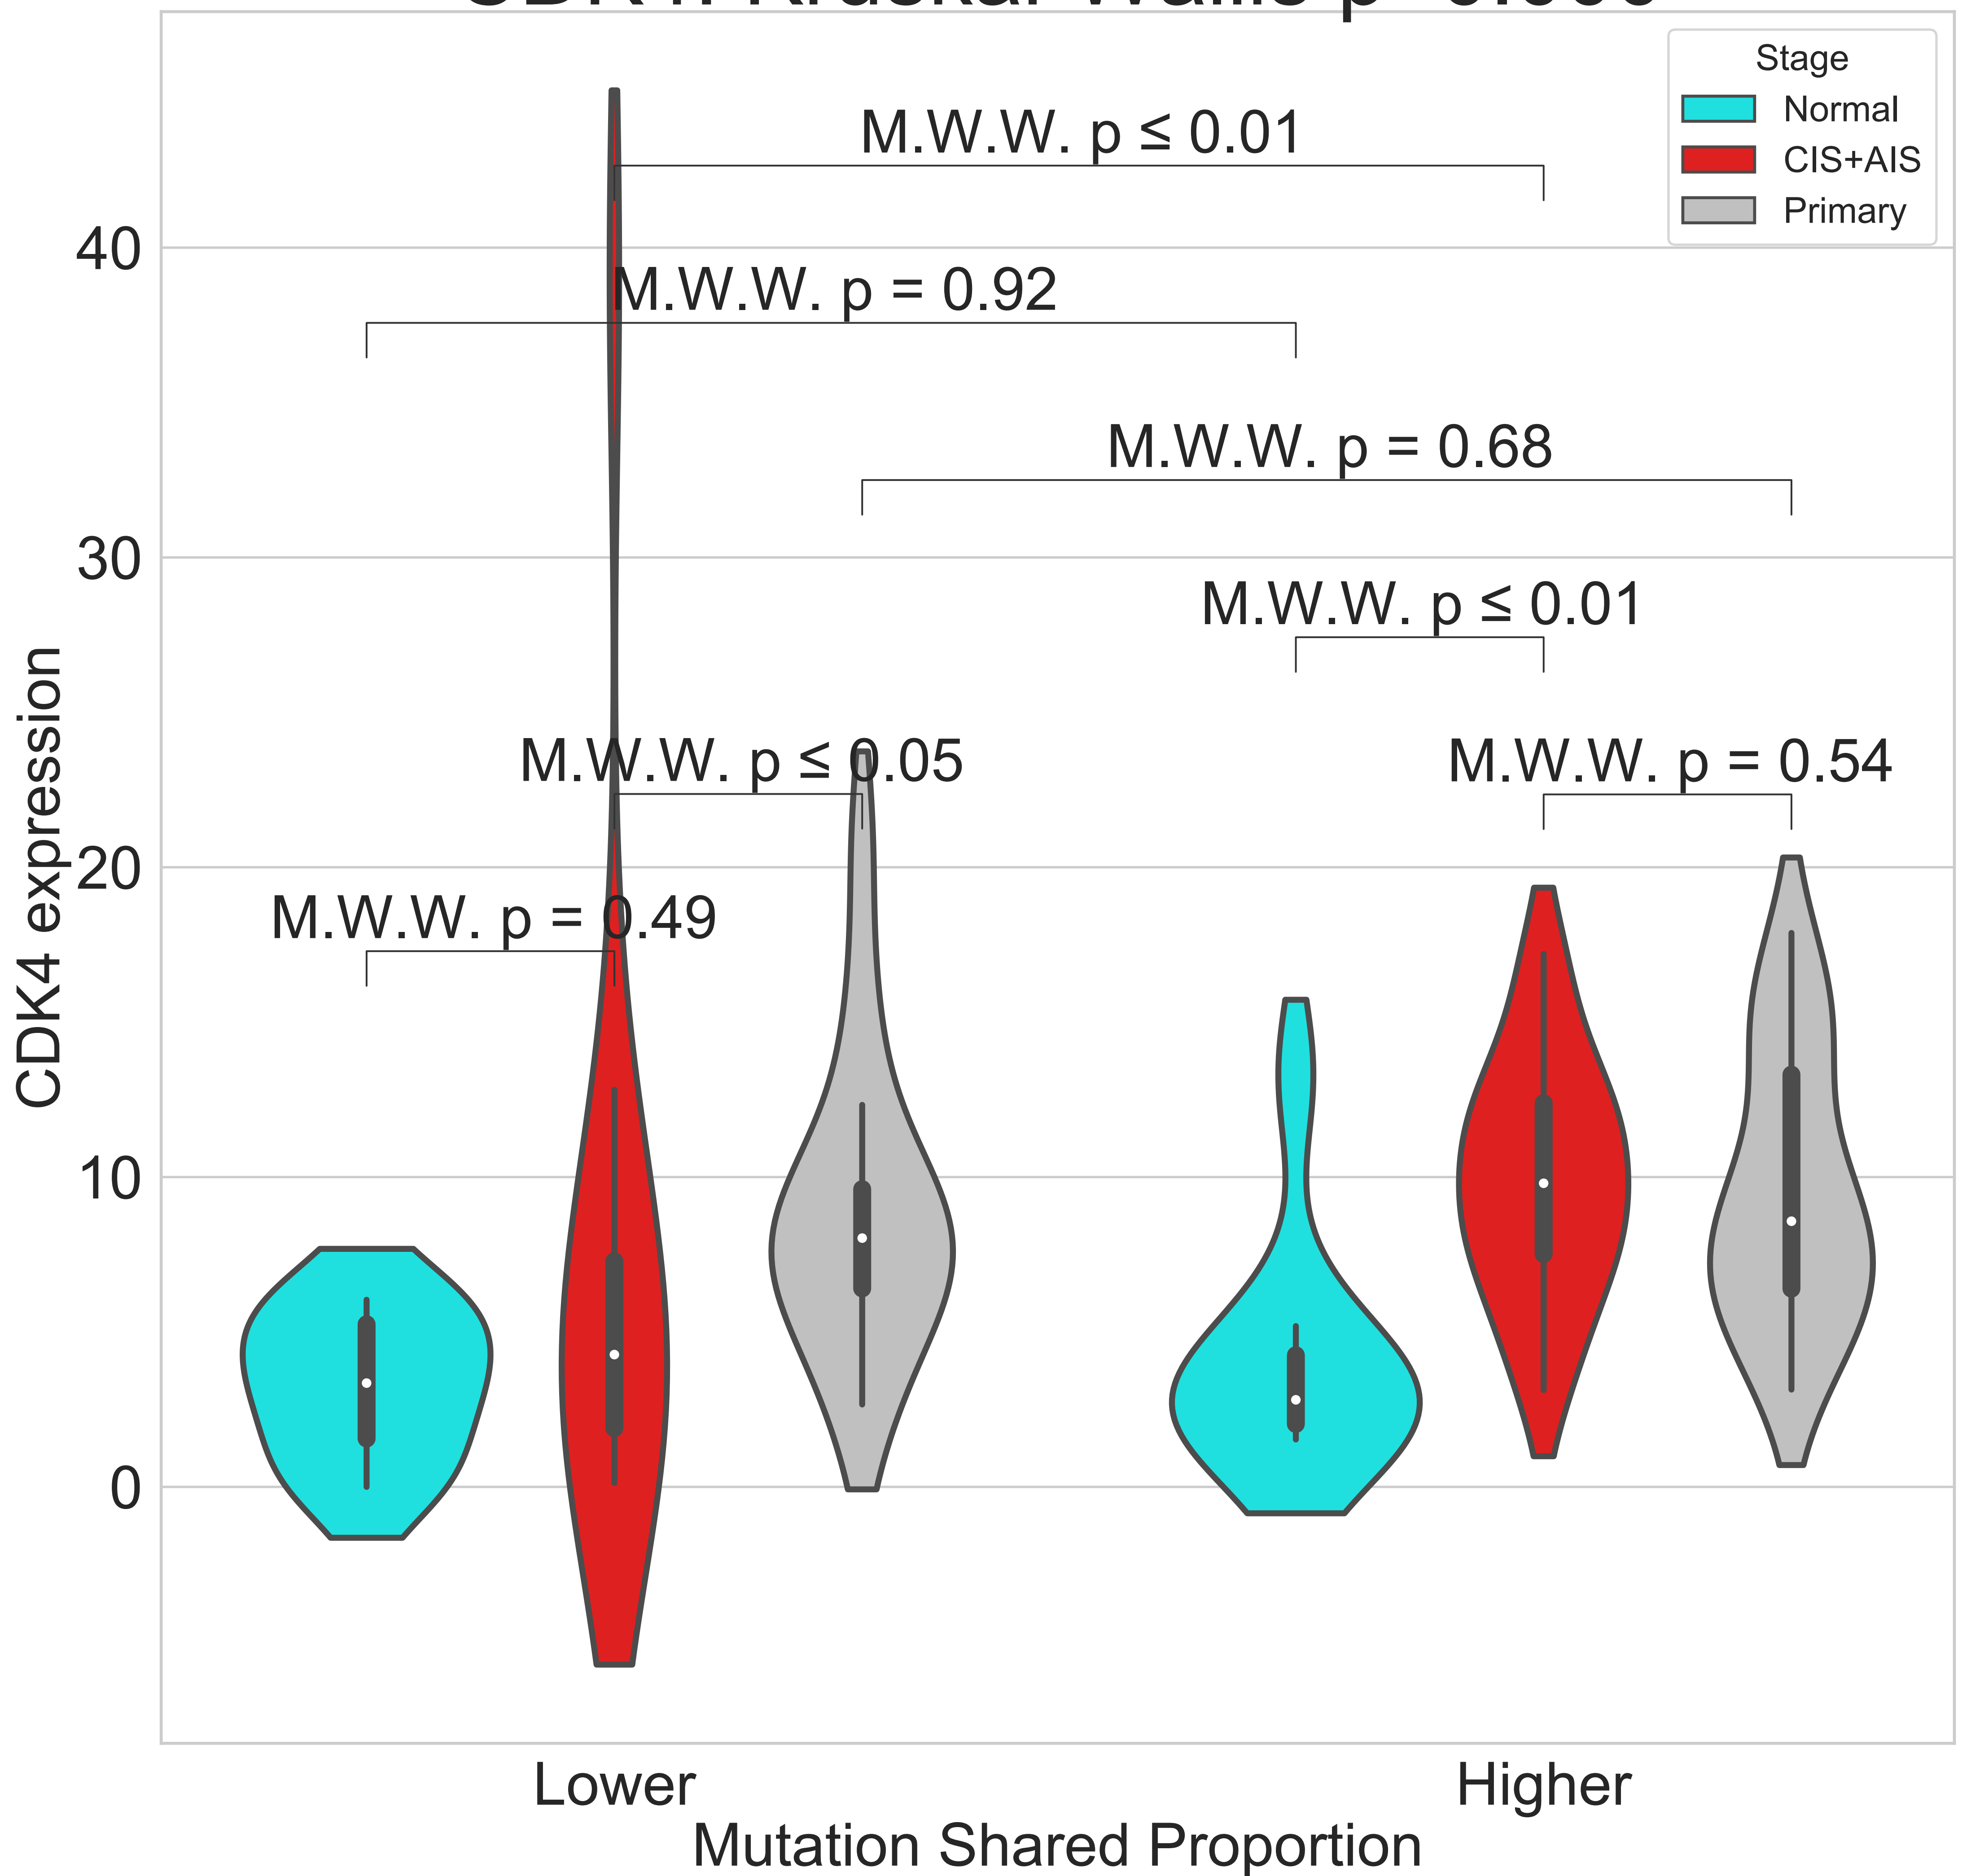 Stage
Normal
CIS+AIS
Primary
M.W.W. p ≤ 0.01
M.W.W. p = 0.92
M.W.W. p = 0.68
M.W.W. p ≤ 0.01
M.W.W. p ≤ 0.05
M.W.W. p = 0.54
M.W.W. p = 0.49
40
30
20
10
0
CDK4 expression
Lower
Higher
Mutation Shared Proportion